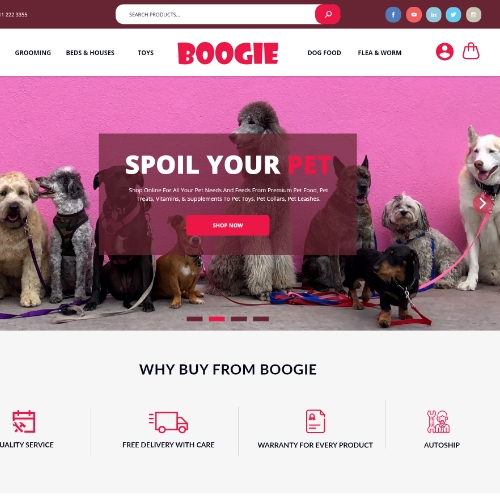 1 222 3355
SEARCH PRODUCTS...
GROOMING
BEDS & HOUSES
TOYS
BOOGIE
DOG FOOD
FLEA & WORM
SPOIL YOUR PET
Shop Online For All Your Pet Needs And Feeds From Premium Pet Food, Pet
Treats, Vitamins, & Supplements To Pet Toys, Pet Collars, Pet Leashes.
SHOP NOW
WHY BUY FROM BOOGIE
UALITY SERVICE
FREE DELIVERY WITH CARE
WARRANTY FOR EVERY PRODUCT
AUTOSHIP